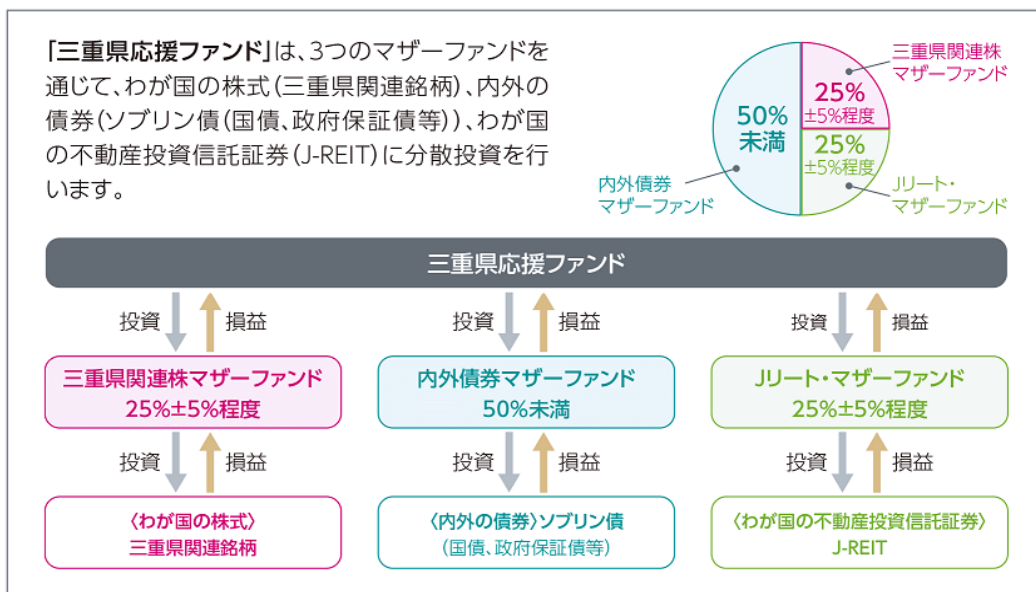 「三重県応援ファンド」は、3つのマザーファンドを
通じて、わが国の株式(三重県関連銘柄)、内外の
債券(ソブリン債(国債、政府保証債等))、わが国
の不動産投資信託証券(J-REIT)に分散投資を行
います。
三重県関連株
マザーファンド
25%
±5%程度
50%
未満
25%
±5%程度
内外債券
マザーファンド
Jリート・
マザーファンド
三重県応援ファンド
投資 損益 投資 損益 投資 損益
三重県関連株マザーファンド
25%±5%程度
内外債券マザーファンド
50%未満
Jリート・マザーファンド
25%±5%程度
投資 損益 投資 損益 投資 損益
〈わが国の株式〉
三重県関連銘柄
〈内外の債券〉ソブリン債
(国債、政府保証債等)
〈わが国の不動産投資信託証券〉
J-REIT